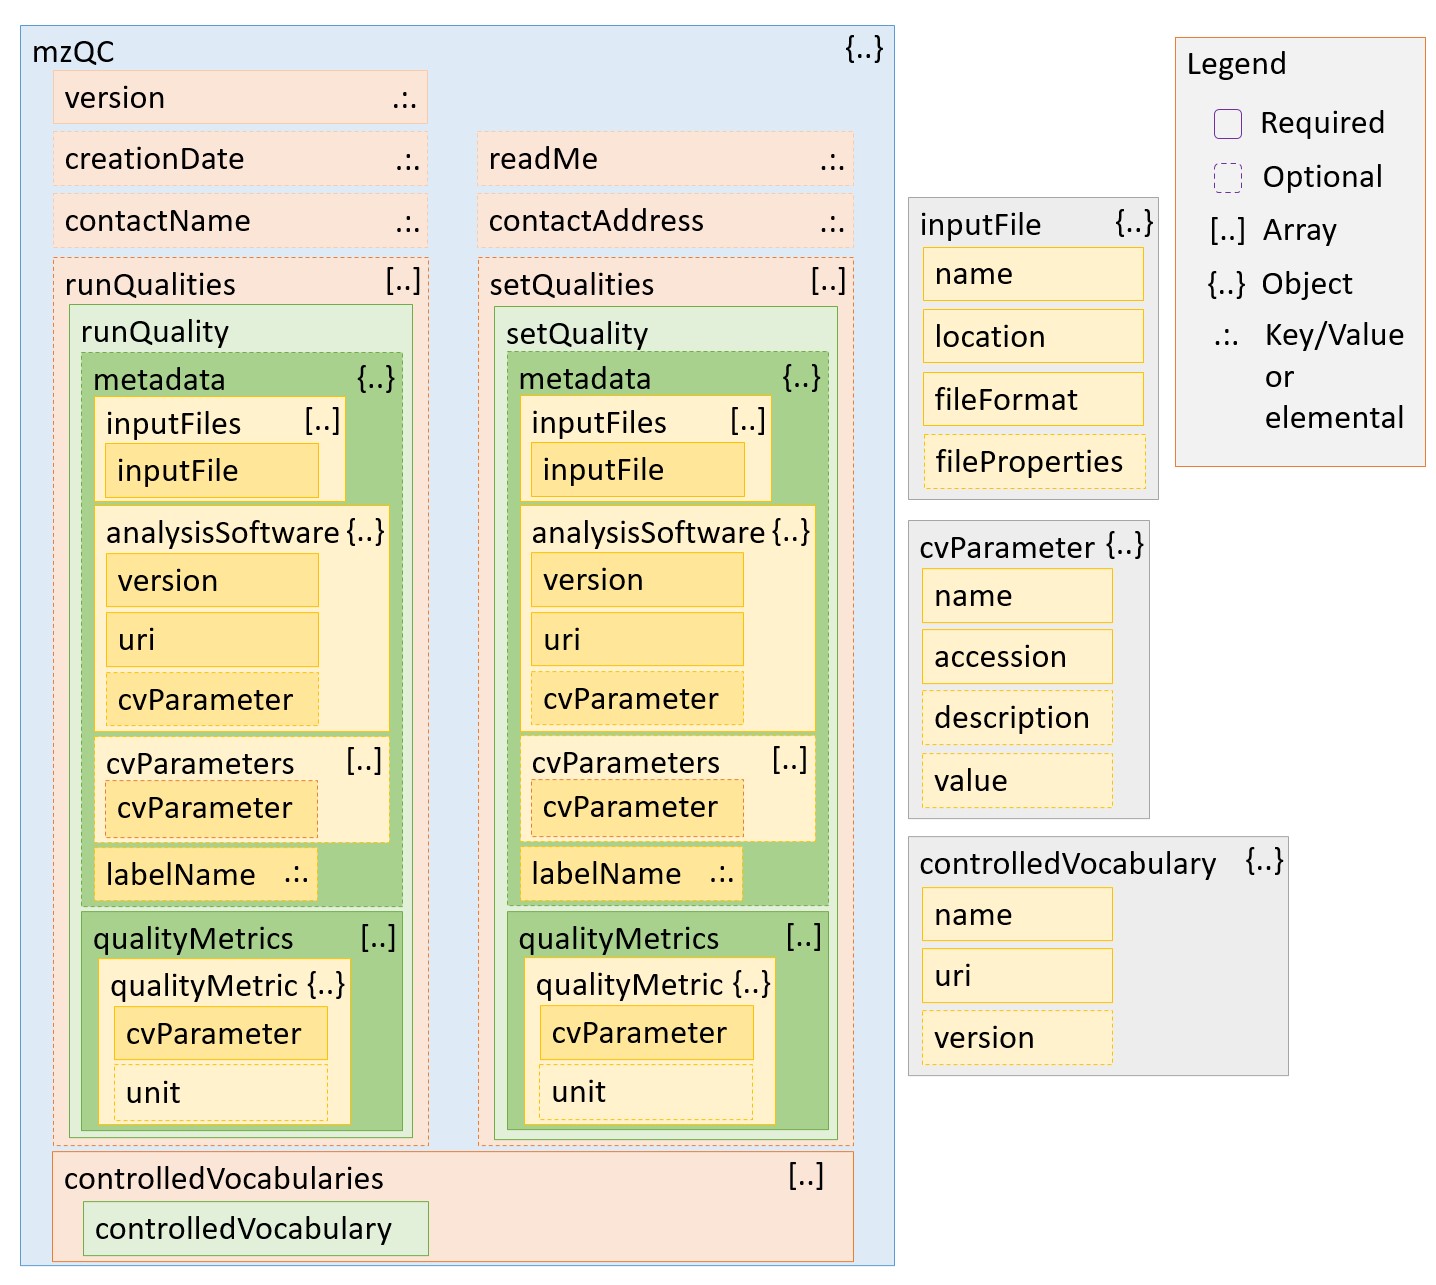 mzQC {..}
version .:.
creationDate .:.
readMe .:.
contactName .:.
contactAddress .:.
runQualities [..]
runQuality
metadata {..}
inputFiles [..]
inputFile
analysisSoftware {..}
version
uri
cvParameter
cvParameters [..]
cvParameter
labelName .:.
qualityMetrics [..]
qualityMetric {..}
cvParameter
unit
setQualities [..]
setQuality
metadata {..}
inputFiles [..]
inputFile
analysisSoftware {..}
version
uri
cvParameter
cvParameters [..]
cvParameter
labelName .:.
qualityMetrics [..]
qualityMetric {..}
cvParameter
unit
controlledVocabularies [..]
controlledVocabulary
inputFile {..}
name
location
fileFormat
fileProperties
cvParameter {..}
name
accession
description
value
controlledVocabulary {..}
name
uri
version
Legend
Required
Optional
[..] Array
{..} Object
.:. Key/Value
or
elemental